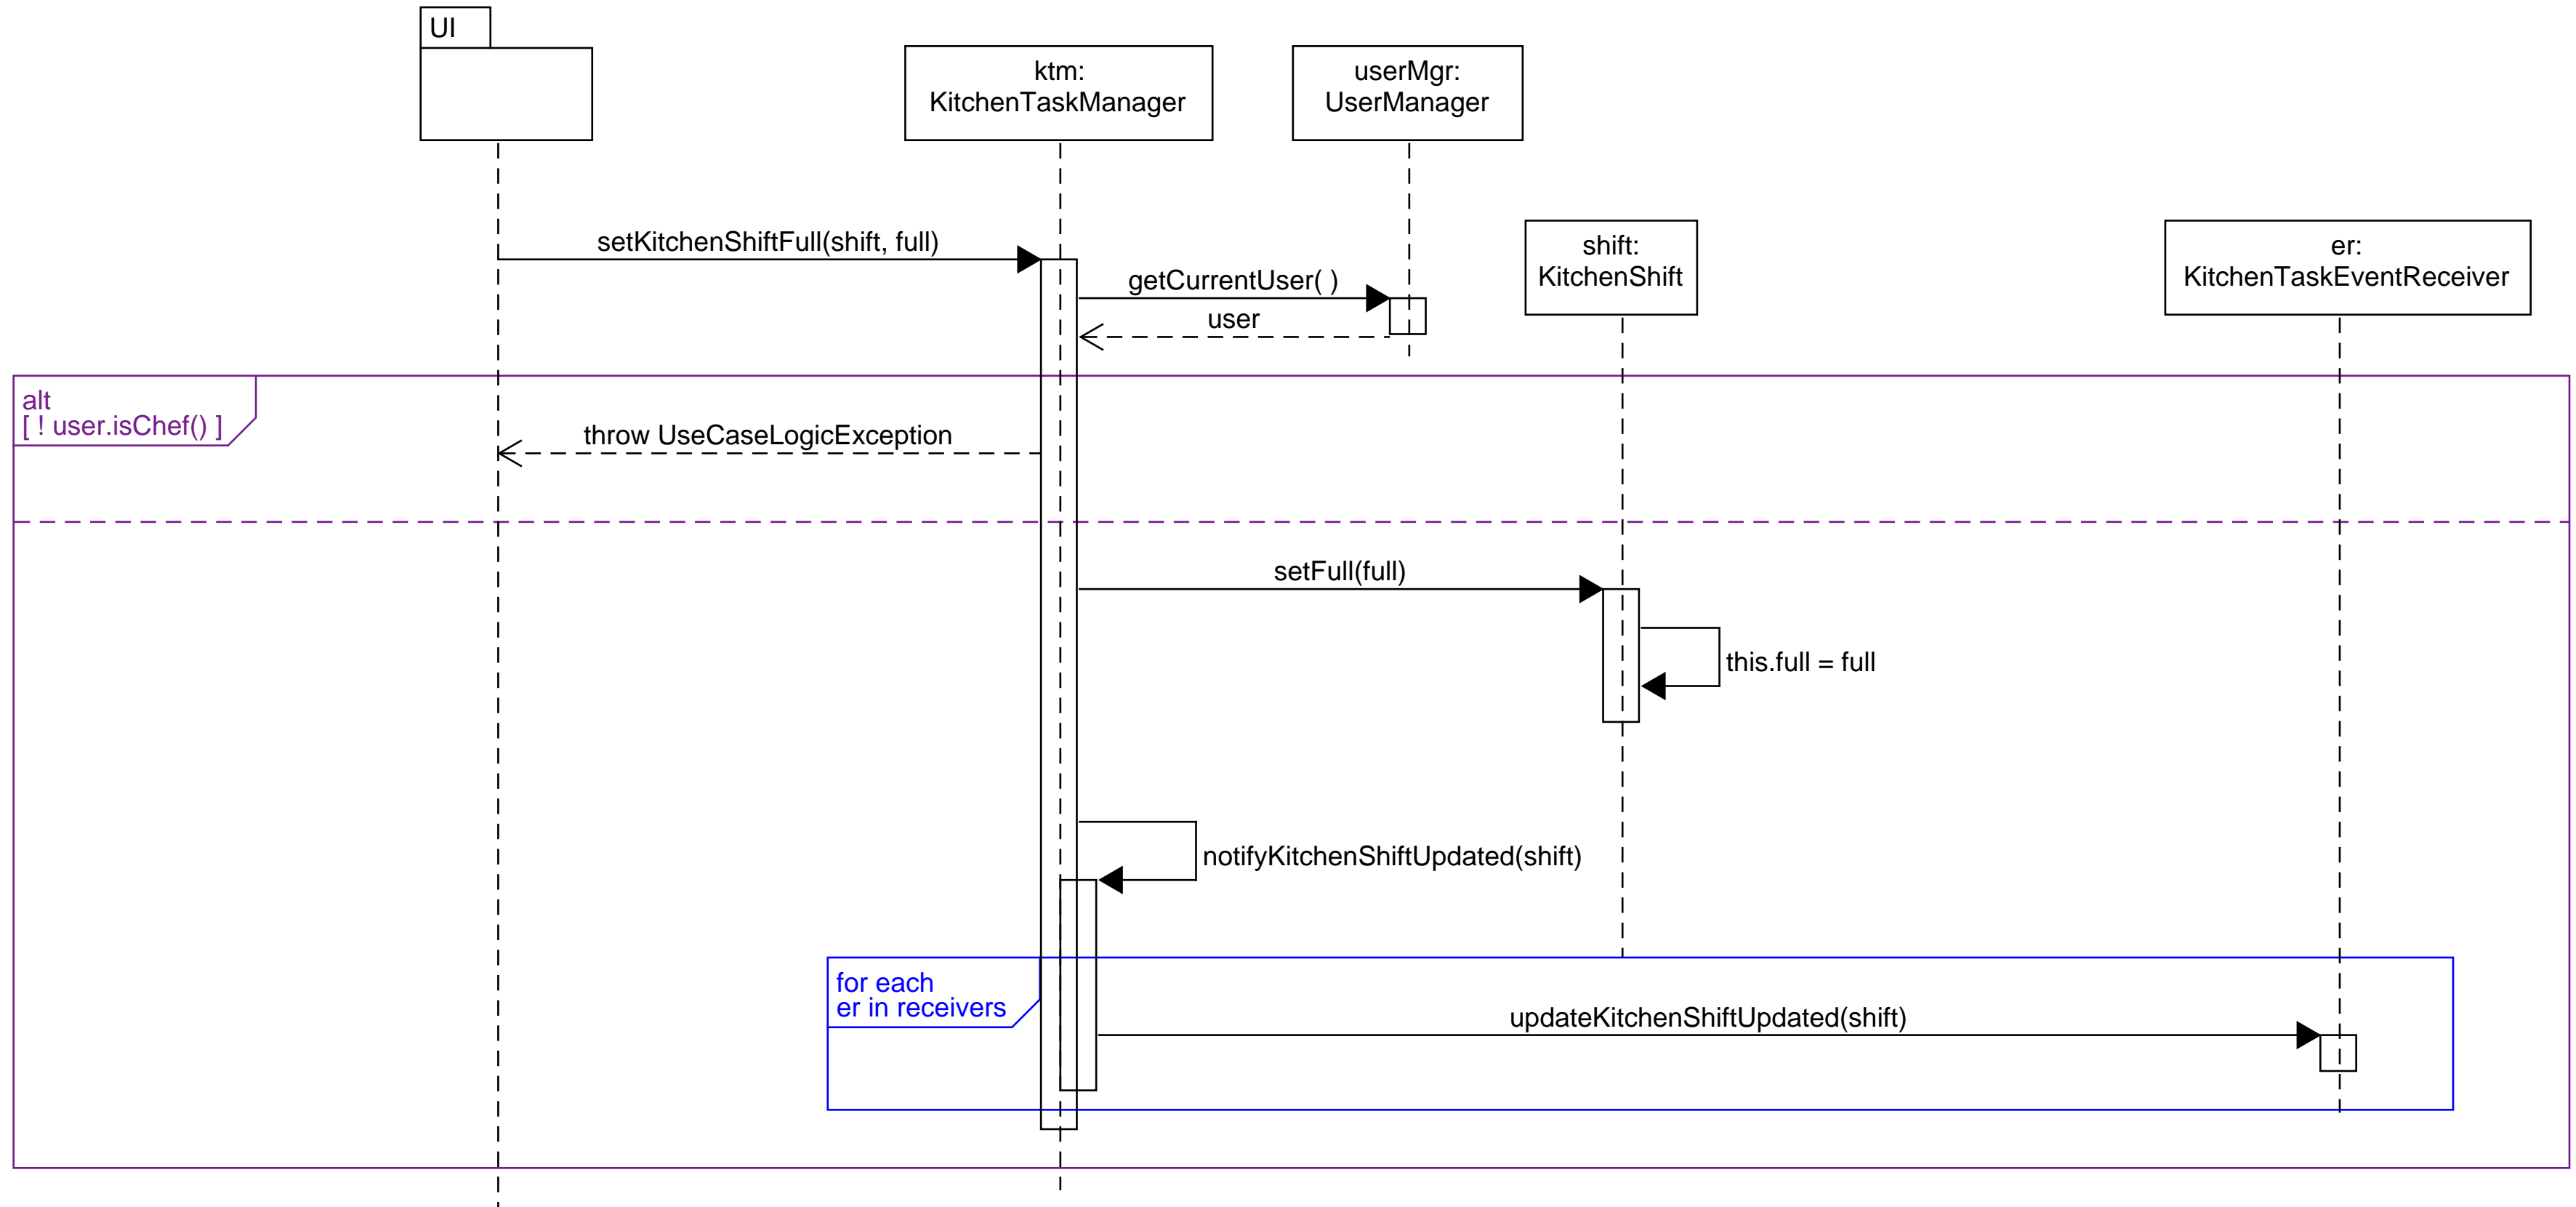 UI
ktm:
KitchenTaskManager
userMgr:
UserManager
shift:
KitchenShift
er:
KitchenTaskEventReceiver
setKitchenShiftFull(shift, full)
getCurrentUser( )
user
alt
[ ! user.isChef() ]
throw UseCaseLogicException
setFull(full)
this.full = full
notifyKitchenShiftUpdated(shift)
for each
er in receivers
updateKitchenShiftUpdated(shift)